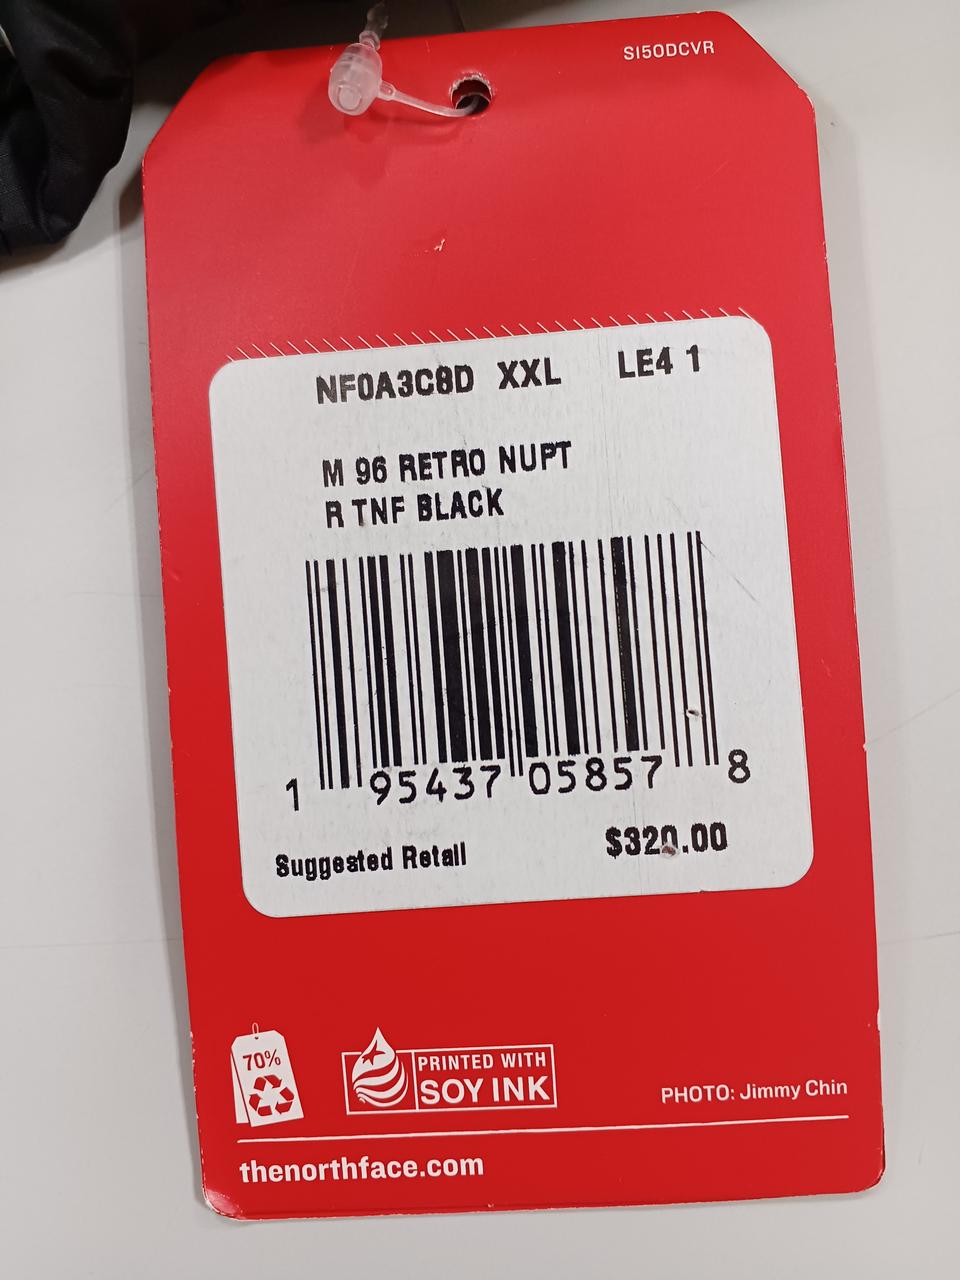 SI50DCVR
NF0A3C8D XXL LE4 1
M 96 RETRO NUPT
R TNF BLACK
1 95437 05857 8
Suggested Retail $320.00
70%
PRINTED WITH
SOY INK
PHOTO: Jimmy Chin
thenorthface.com